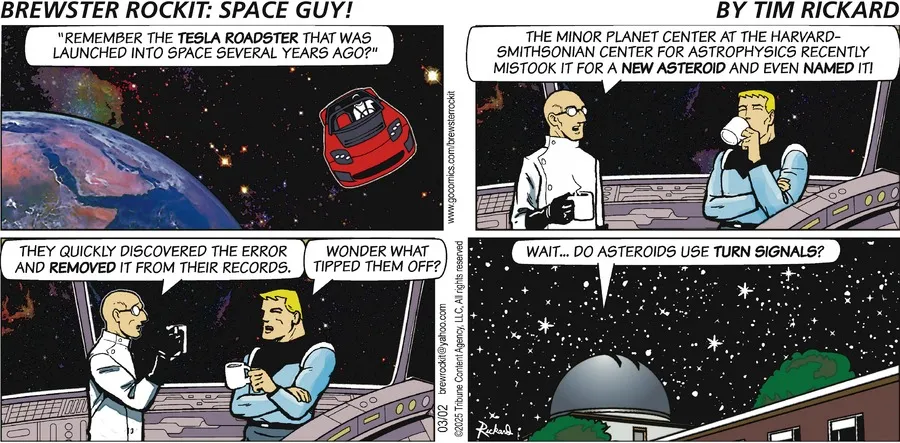 BREWSTER ROCKIT: SPACE GUY!
BY TIM RICKARD
"REMEMBER THE TESLA ROADSTER THAT WAS
LAUNCHED INTO SPACE SEVERAL YEARS AGO?"
www.gocomics.com/brewsterrockit
THE MINOR PLANET CENTER AT THE HARVARD-
SMITHSONIAN CENTER FOR ASTROPHYSICS RECENTLY
MISTOOK IT FOR A NEW ASTEROID AND EVEN NAMED IT!
THEY QUICKLY DISCOVERED THE ERROR
AND REMOVED IT FROM THEIR RECORDS.
WONDER WHAT
TIPPED THEM OFF?
03/02 brewrockit@yahoo.com
©2025 Tribune Content Agency, LLC, All rights reserved
WAIT... DO ASTEROIDS USE TURN SIGNALS?
Rickard